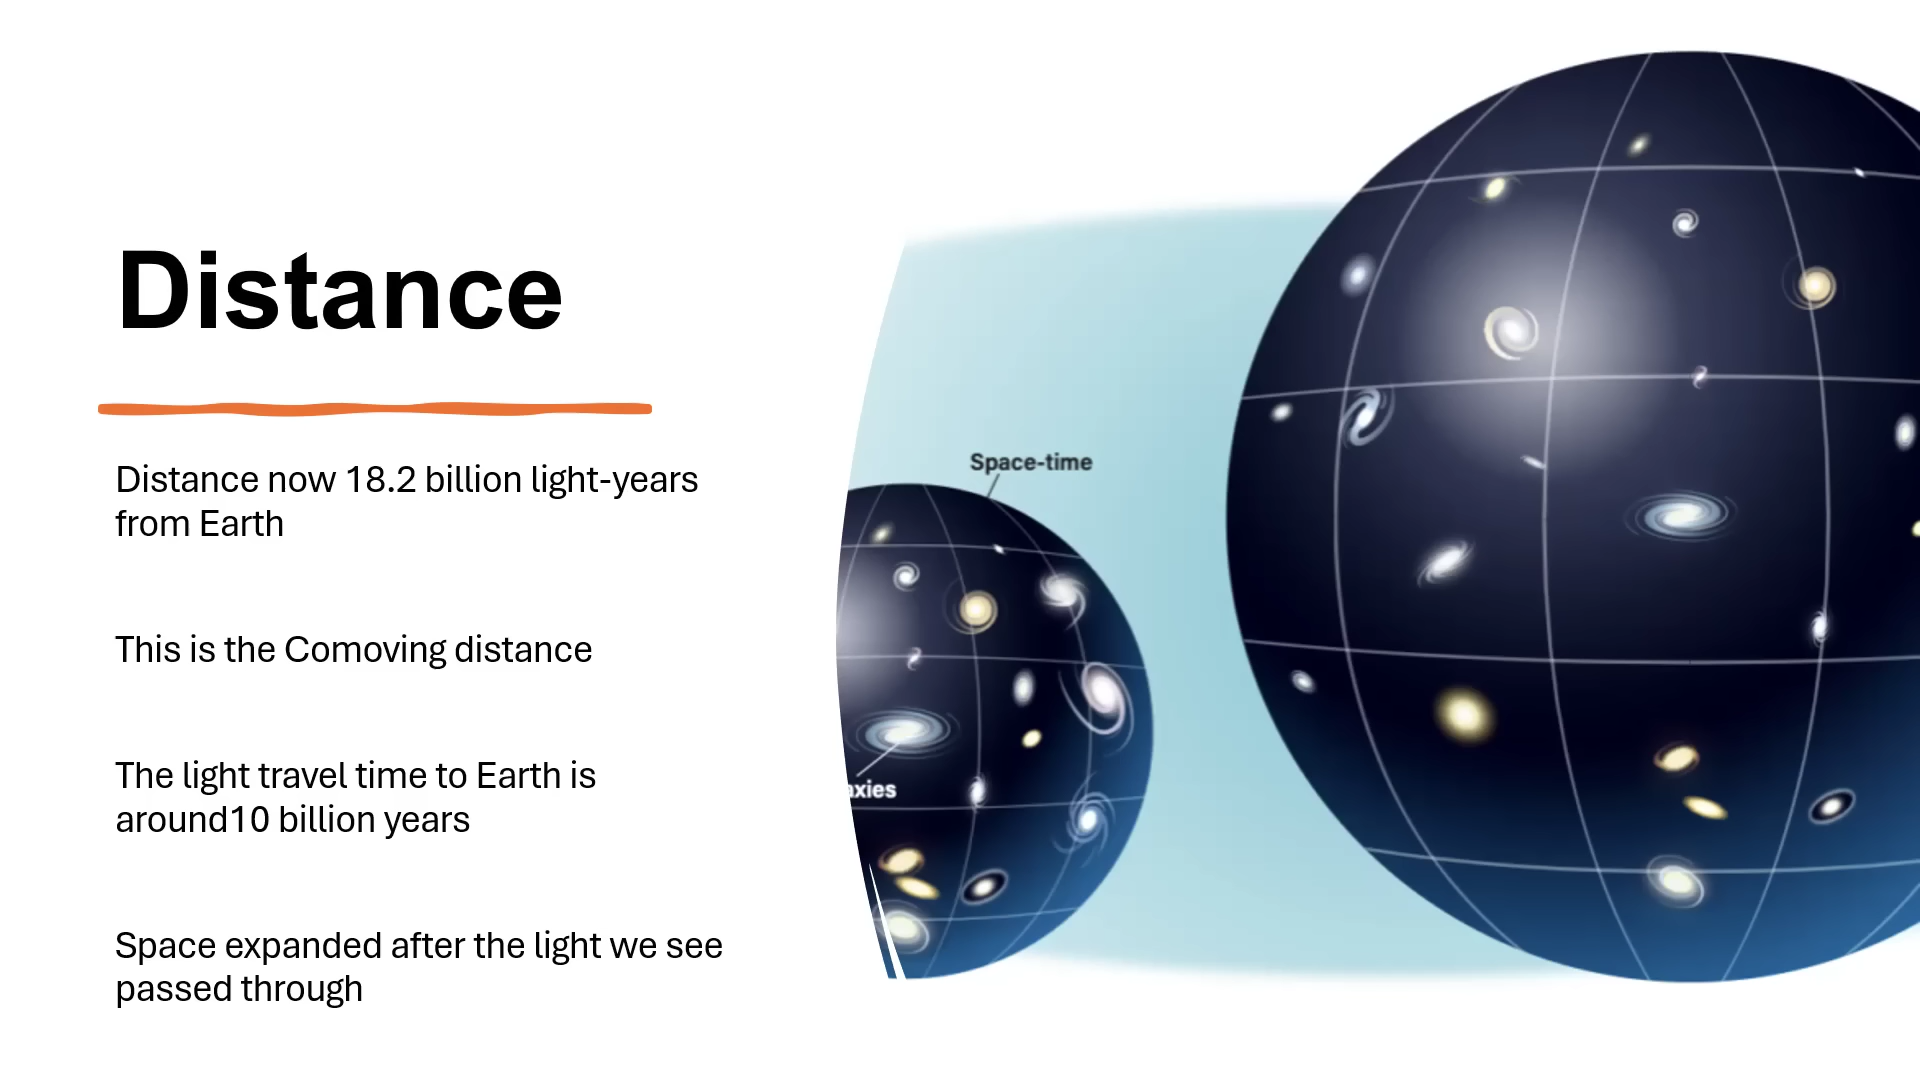 Distance
Distance now 18.2 billion light-years
from Earth
This is the Comoving distance
The light travel time to Earth is
around10 billion years
Space expanded after the light we see
passed through
Space-time
axies